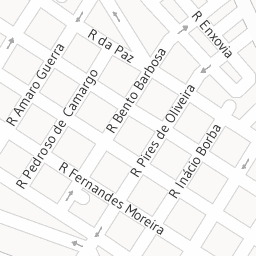 R Enxovia
R da Paz
R Amaro Guerra
R Bento Barbosa
R Pedroso de Camargo
R Pires de Oliveira
R Inácio Borba
R Fernandes Moreira